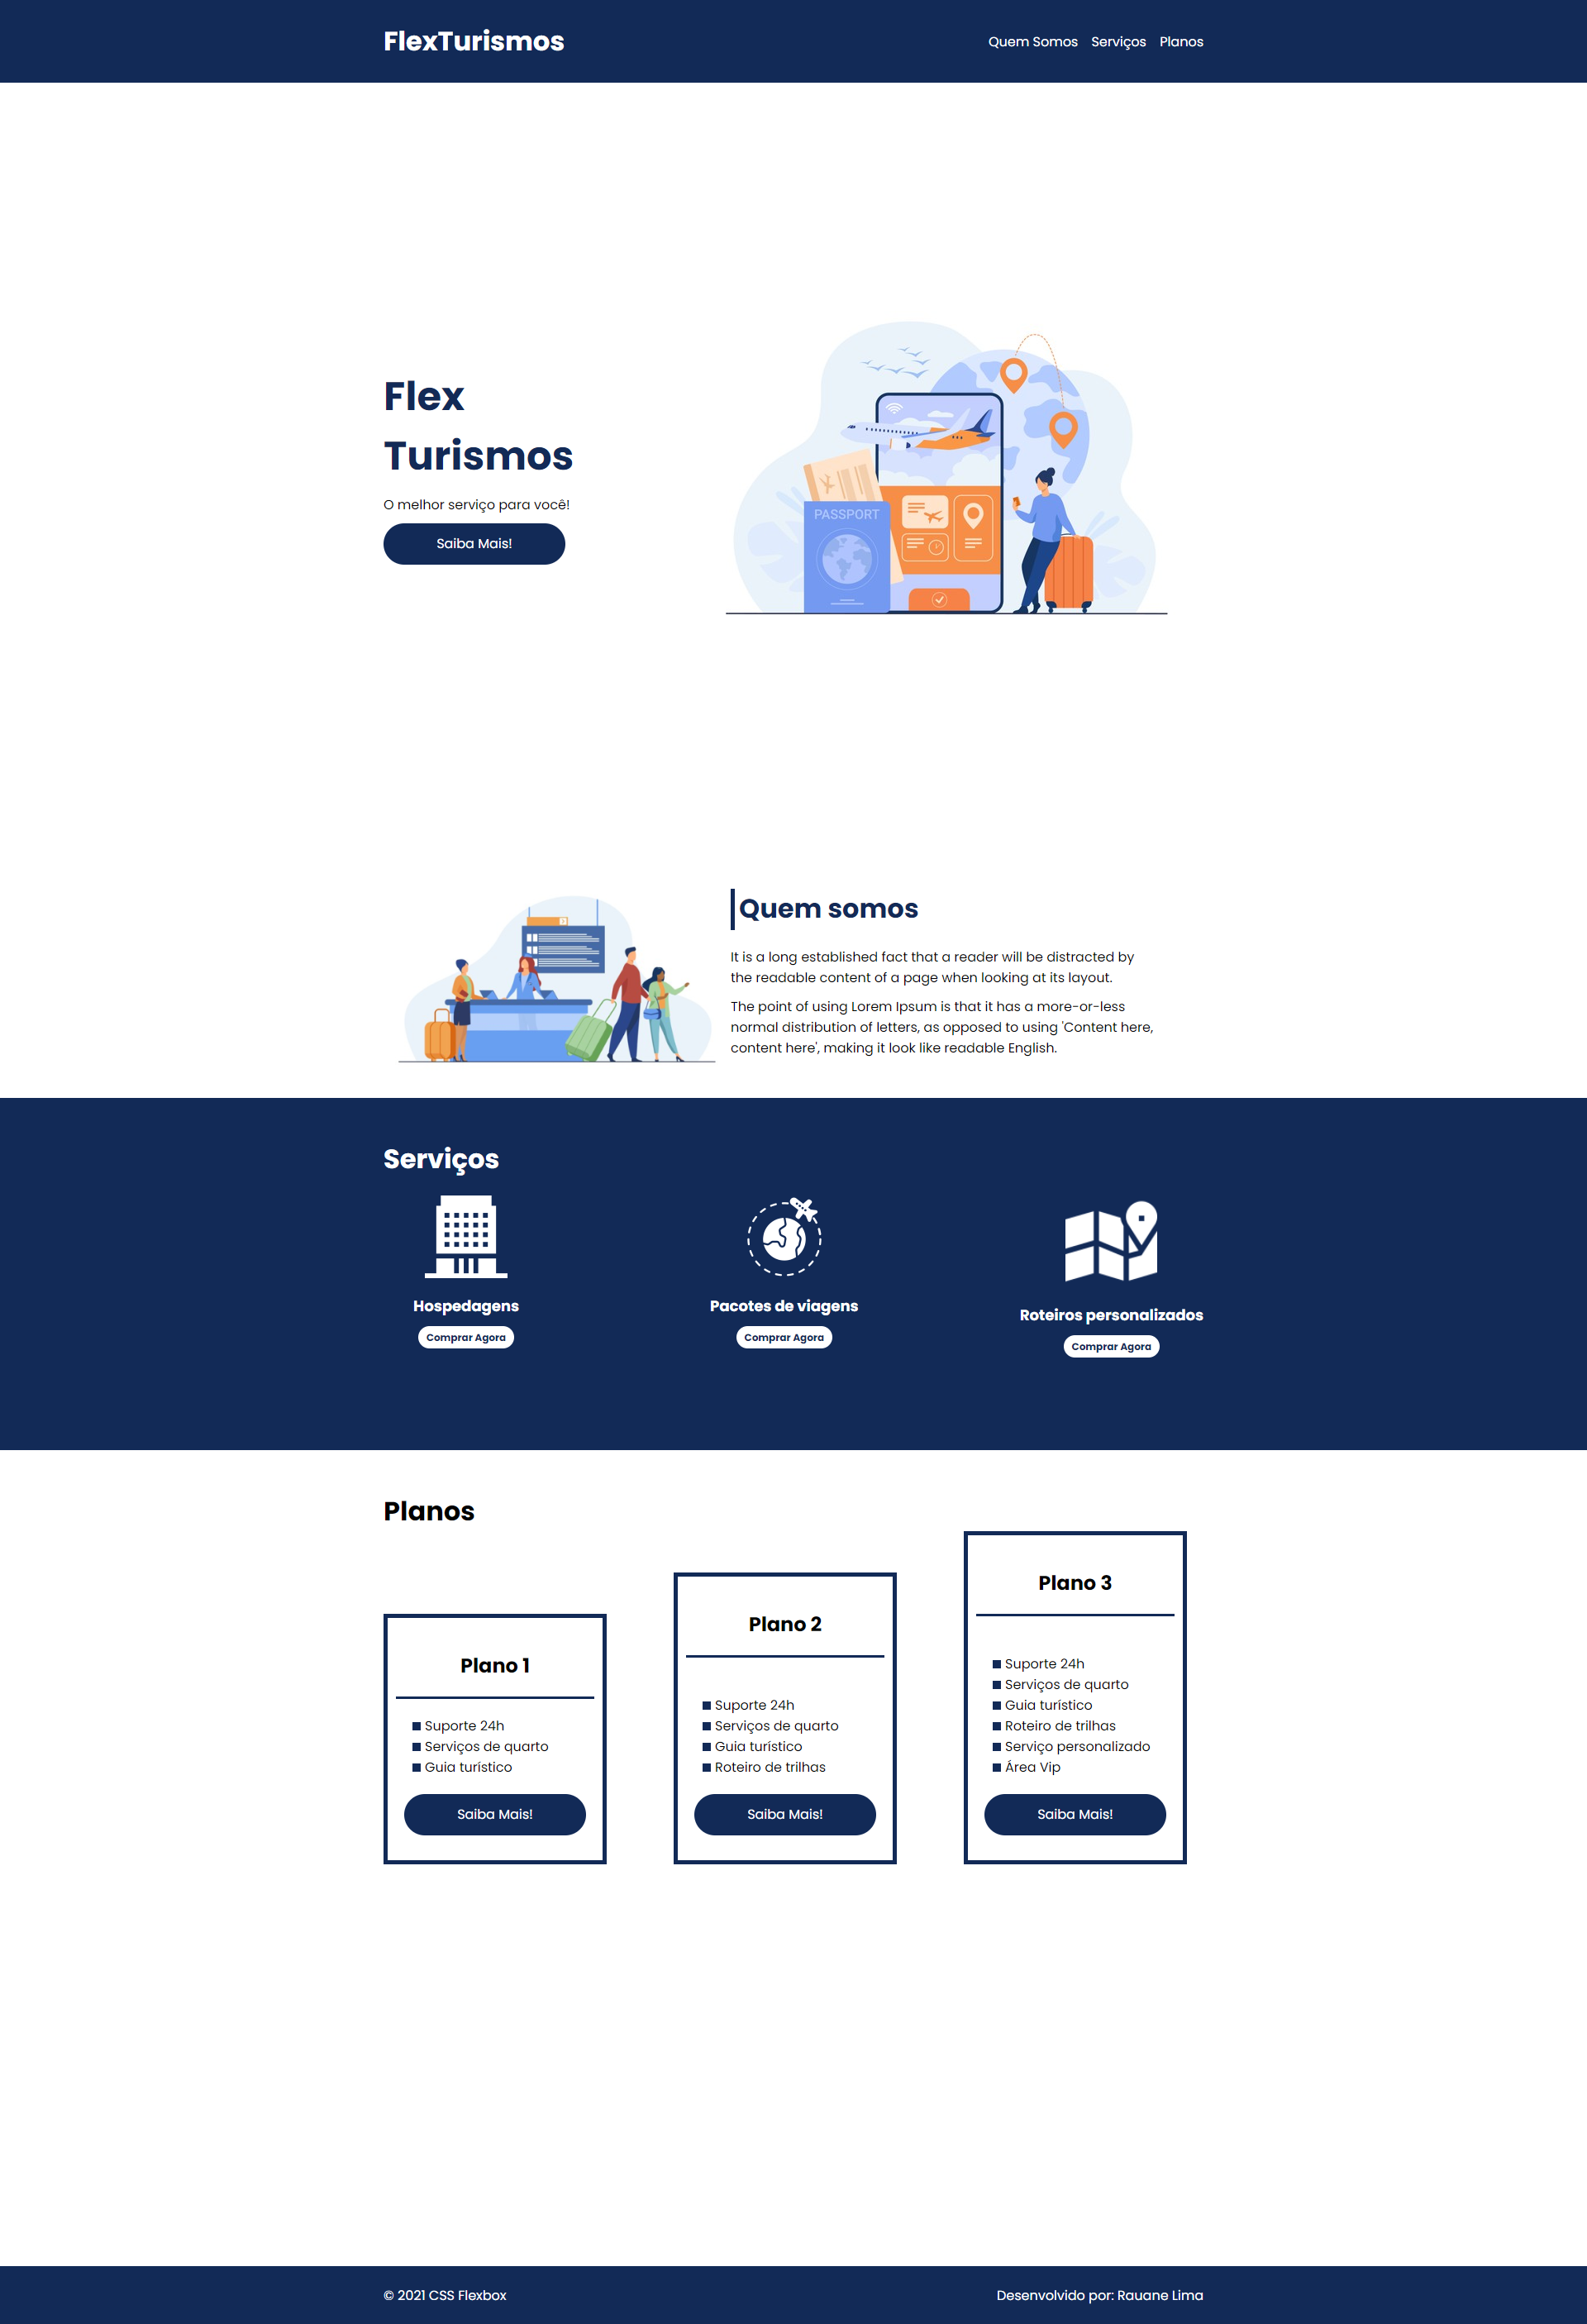 FlexTurismos
Quem Somos Serviços Planos
Flex
Turismos
O melhor serviço para você!
Saiba Mais!
PASSPORT
Quem somos
It is a long established fact that a reader will be distracted by
the readable content of a page when looking at its layout.
The point of using Lorem Ipsum is that it has a more-or-less
normal distribution of letters, as opposed to using 'Content here,
content here', making it look like readable English.
Serviços
Hospedagens
Comprar Agora
Pacotes de viagens
Comprar Agora
Roteiros personalizados
Comprar Agora
Planos
Plano 1
Suporte 24h
Serviços de quarto
Guia turístico
Saiba Mais!
Plano 2
Suporte 24h
Serviços de quarto
Guia turístico
Roteiro de trilhas
Saiba Mais!
Plano 3
Suporte 24h
Serviços de quarto
Guia turístico
Roteiro de trilhas
Serviço personalizado
Área Vip
Saiba Mais!
© 2021 CSS Flexbox
Desenvolvido por: Rauane Lima